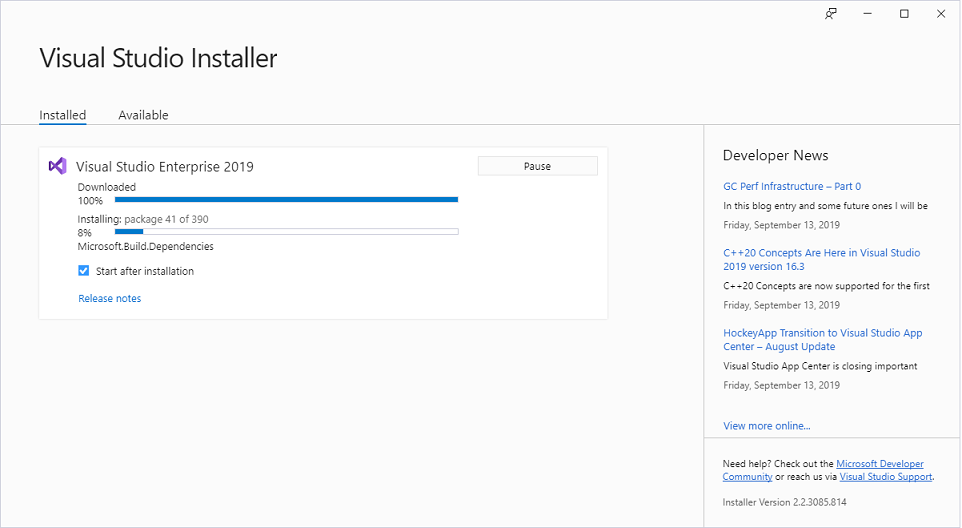 Visual Studio Installer
Installed Available
Visual Studio Enterprise 2019
Pause
Downloaded
100%
Installing: package 41 of 390
8%
Microsoft.Build.Dependencies
Start after installation
Release notes
Developer News
GC Perf Infrastructure – Part 0
In this blog entry and some future ones I will be
Friday, September 13, 2019
C++20 Concepts Are Here in Visual Studio
2019 version 16.3
C++20 Concepts are now supported for the first
Friday, September 13, 2019
HockeyApp Transition to Visual Studio App
Center – August Update
Visual Studio App Center is closing important
Friday, September 13, 2019
View more online...
Need help? Check out the Microsoft Developer
Community or reach us via Visual Studio Support.
Installer Version 2.2.3085.814